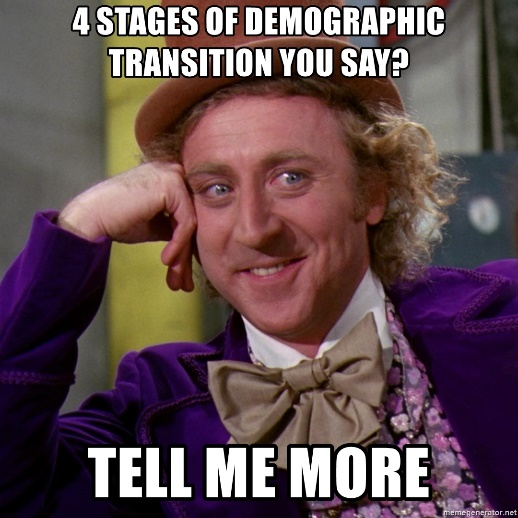 4 STAGES OF DEMOGRAPHIC
TRANSITION YOU SAY?
TELL ME MORE
memegenerator.net